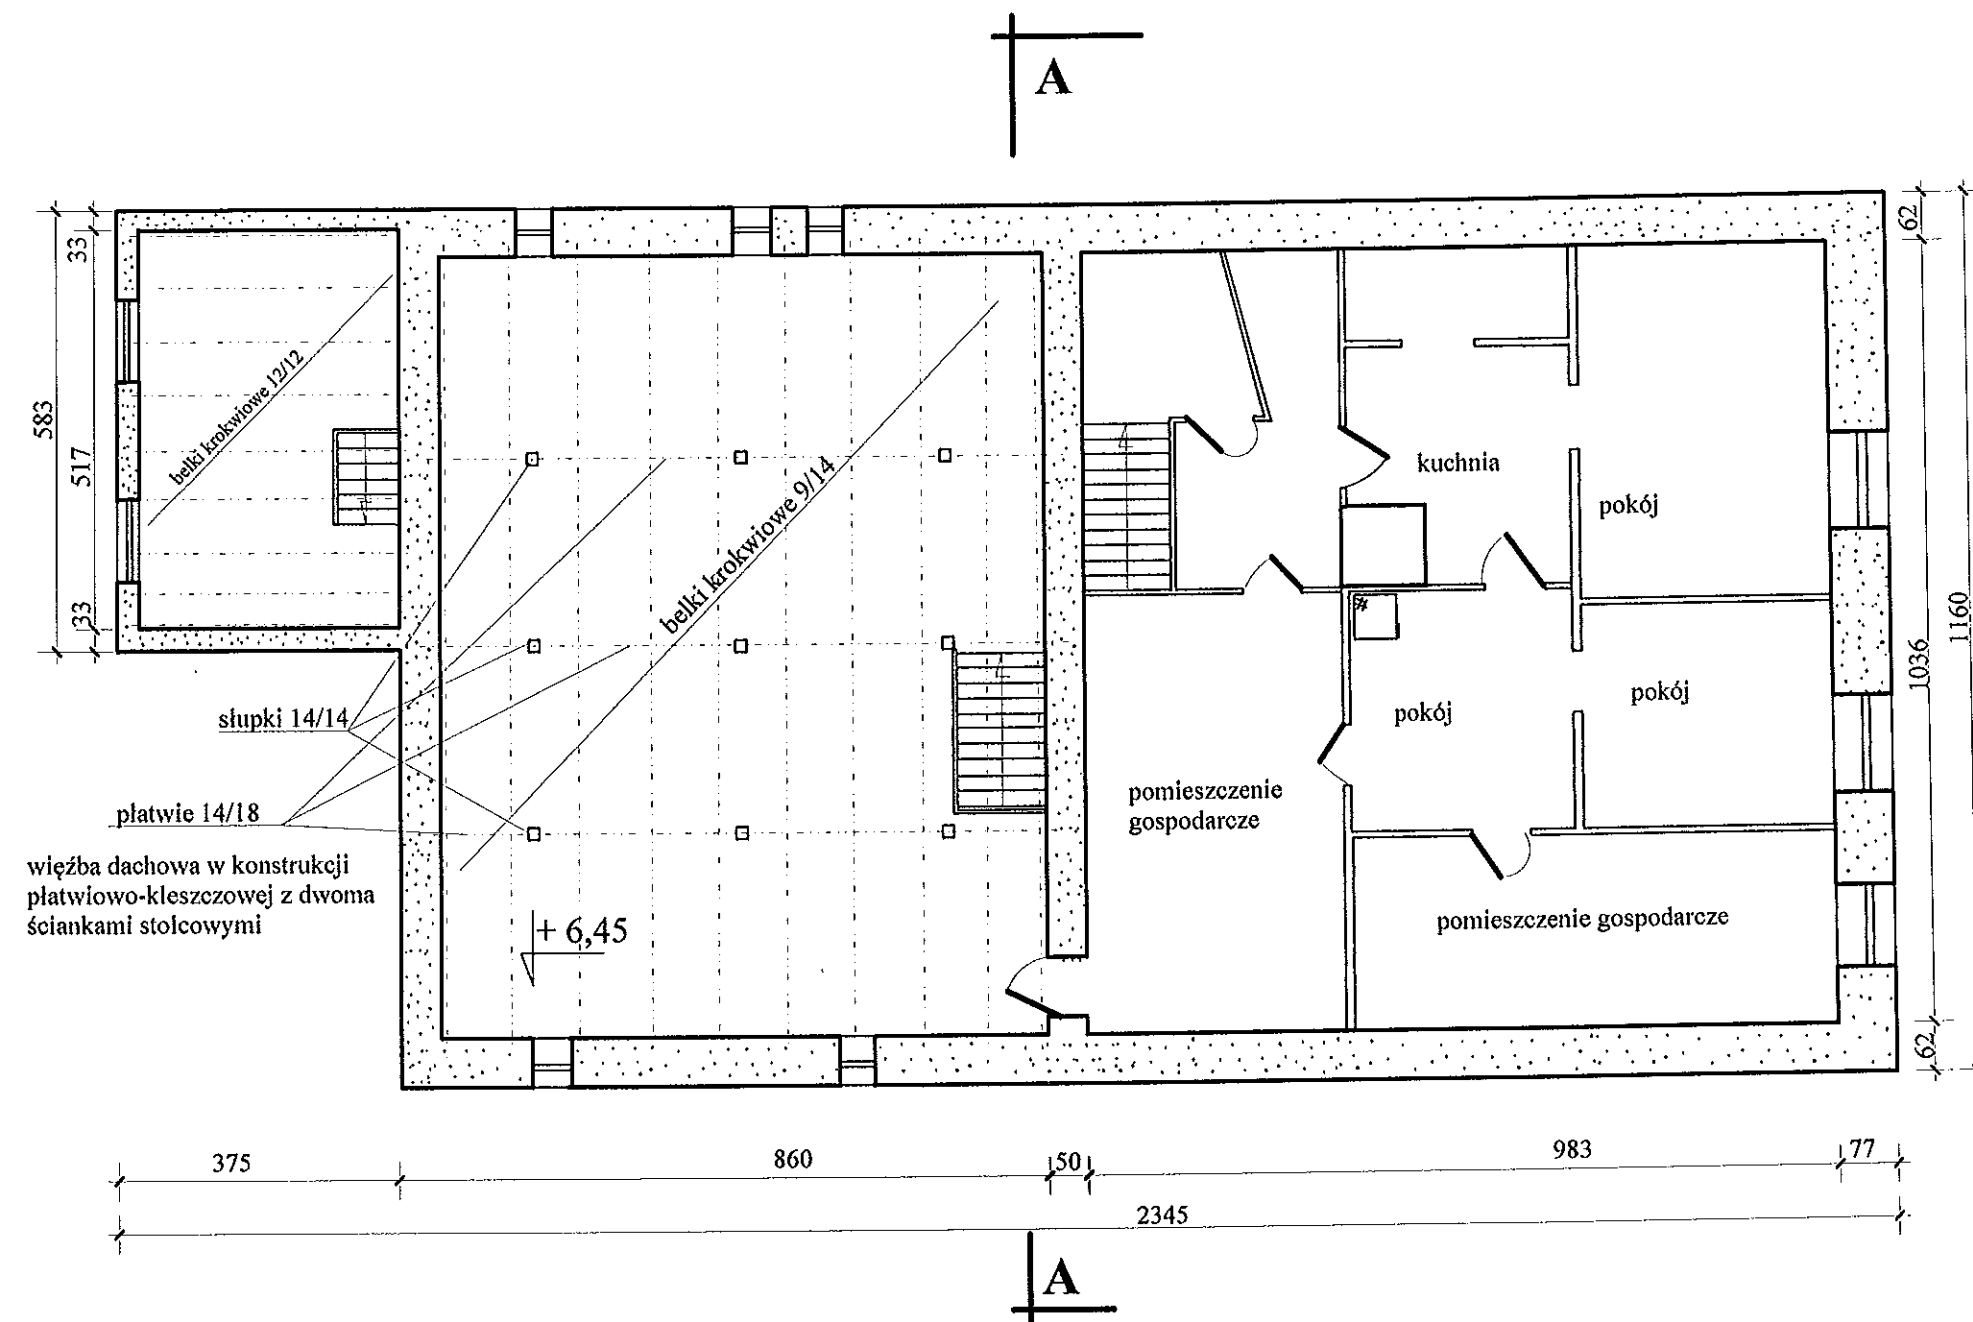 A
62
33
583
517
33
belki krokwiowe 12/12
belki krokwiowe 9/14
kuchnia
pokój
pokój
pokój
1160
1036
słupki 14/14
płatwie 14/18
więźba dachowa w konstrukcji
płatwiowo-kleszczowej z dwoma
ściankami stolcowymi
+ 6,45
pomieszczenie
gospodarcze
pomieszczenie gospodarcze
62
375
860
50
983
77
2345
A